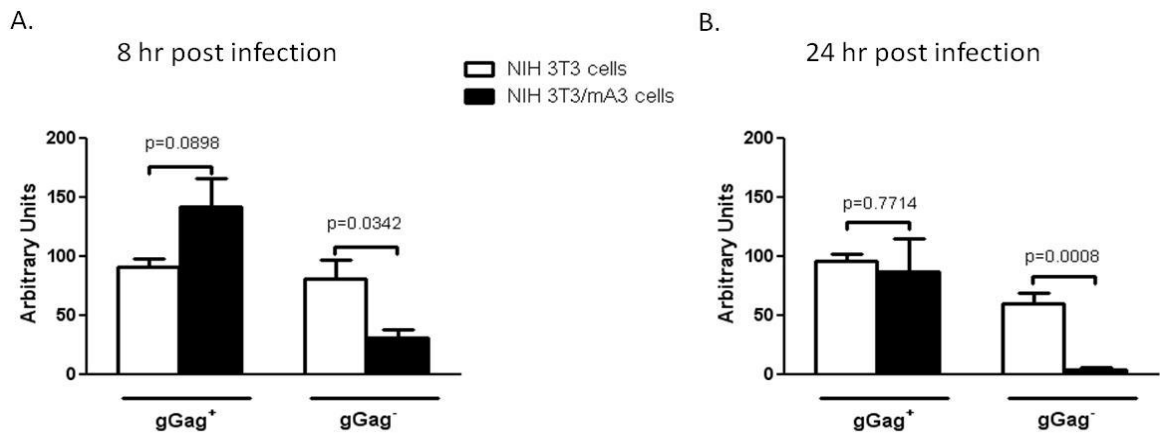 A.
8 hr post infection
NIH 3T3 cells
NIH 3T3/mA3 cells
B.
24 hr post infection
Arbitrary Units
200
150
100
50
0
p=0.0898
p=0.0342
gGag⁺
gGag⁻
Arbitrary Units
200
150
100
50
0
p=0.7714
p=0.0008
gGag⁺
gGag⁻